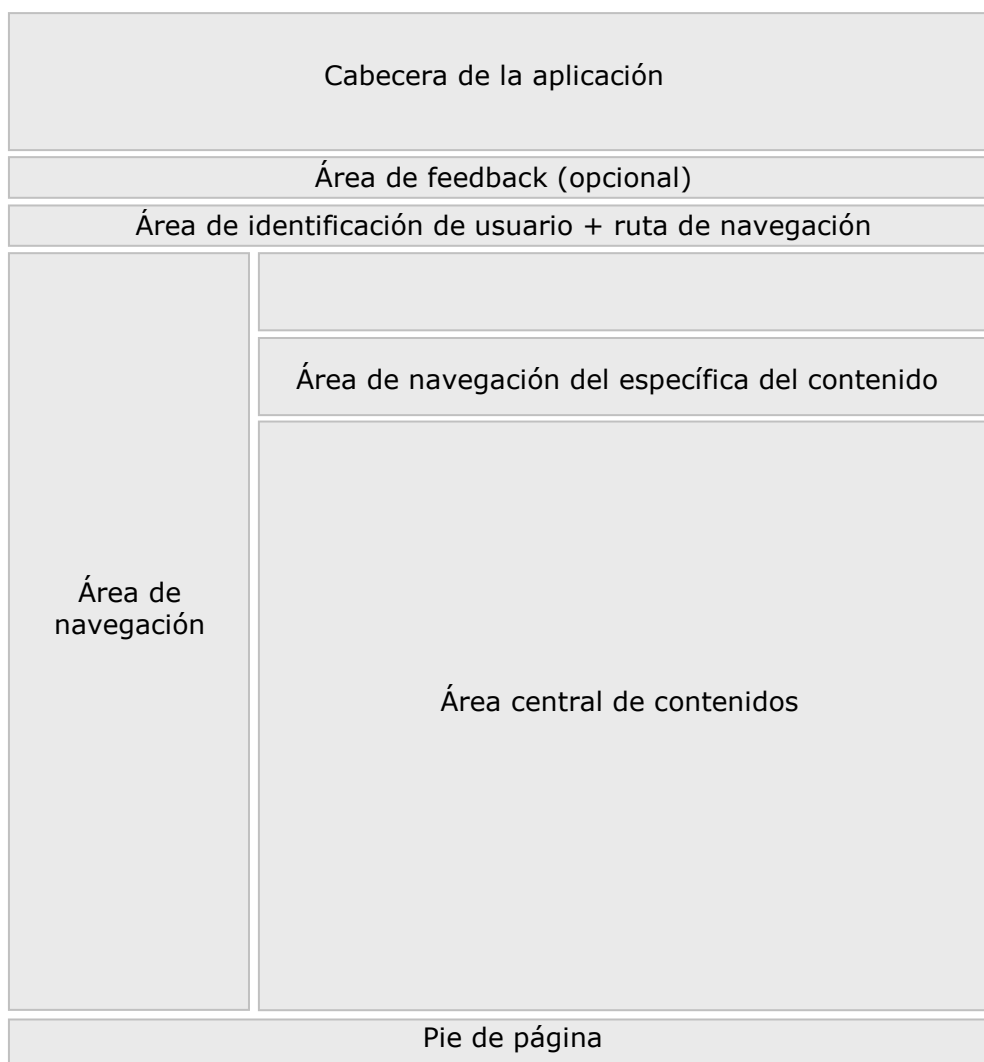 Cabecera de la aplicación
Área de feedback (opcional)
Área de identificación de usuario + ruta de navegación
Área de navegación del específica del contenido
Área de
navegación
Área central de contenidos
Pie de página